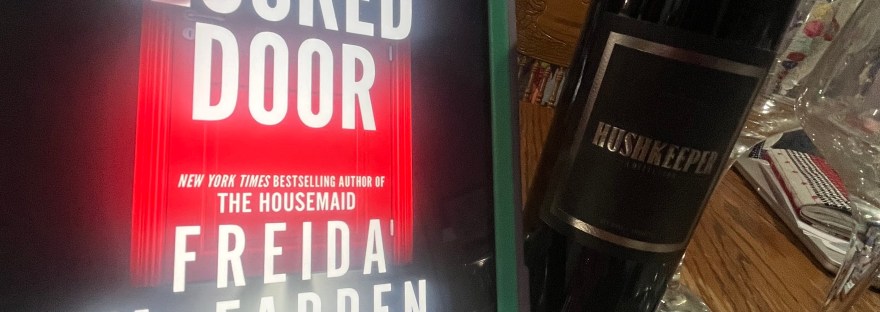 DOOR
NEW YORK TIMES BESTSELLING AUTHOR OF
THE HOUSEMAID
FREIDA
HUSHKEEPER